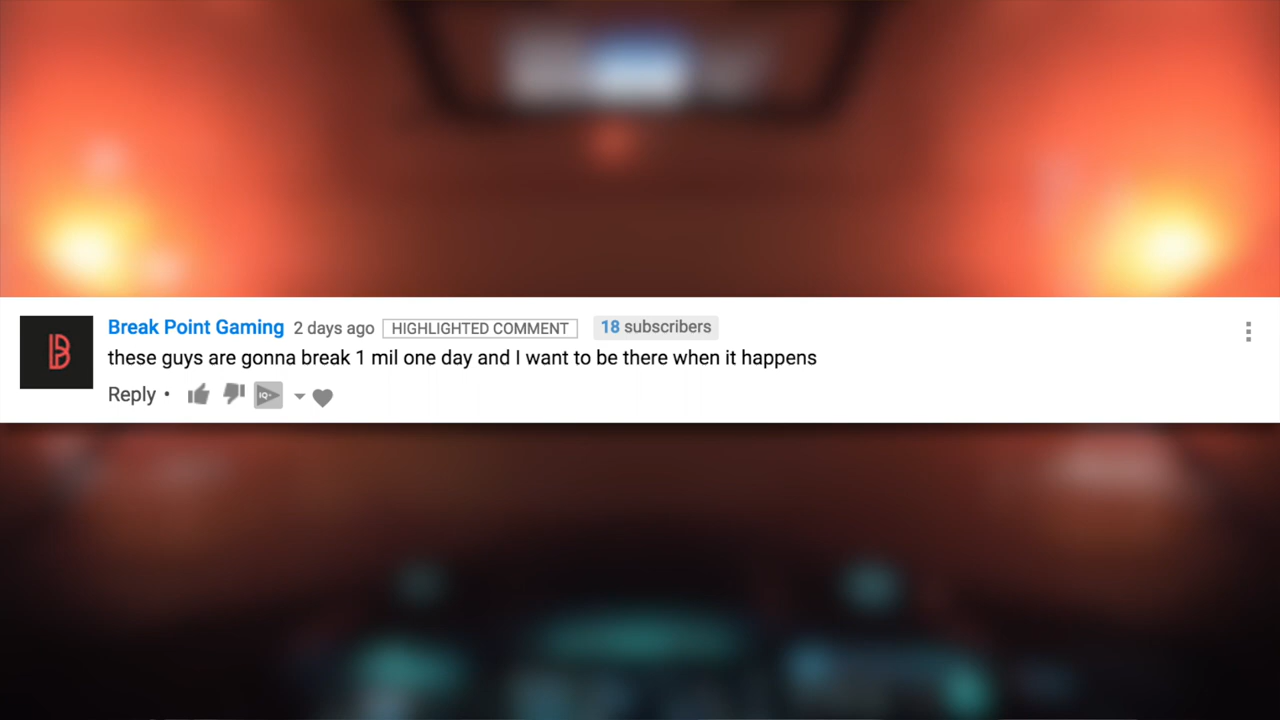 Break Point Gaming 2 days ago HIGHLIGHTED COMMENT 18 subscribers
these guys are gonna break 1 mil one day and I want to be there when it happens
Reply •
IQ